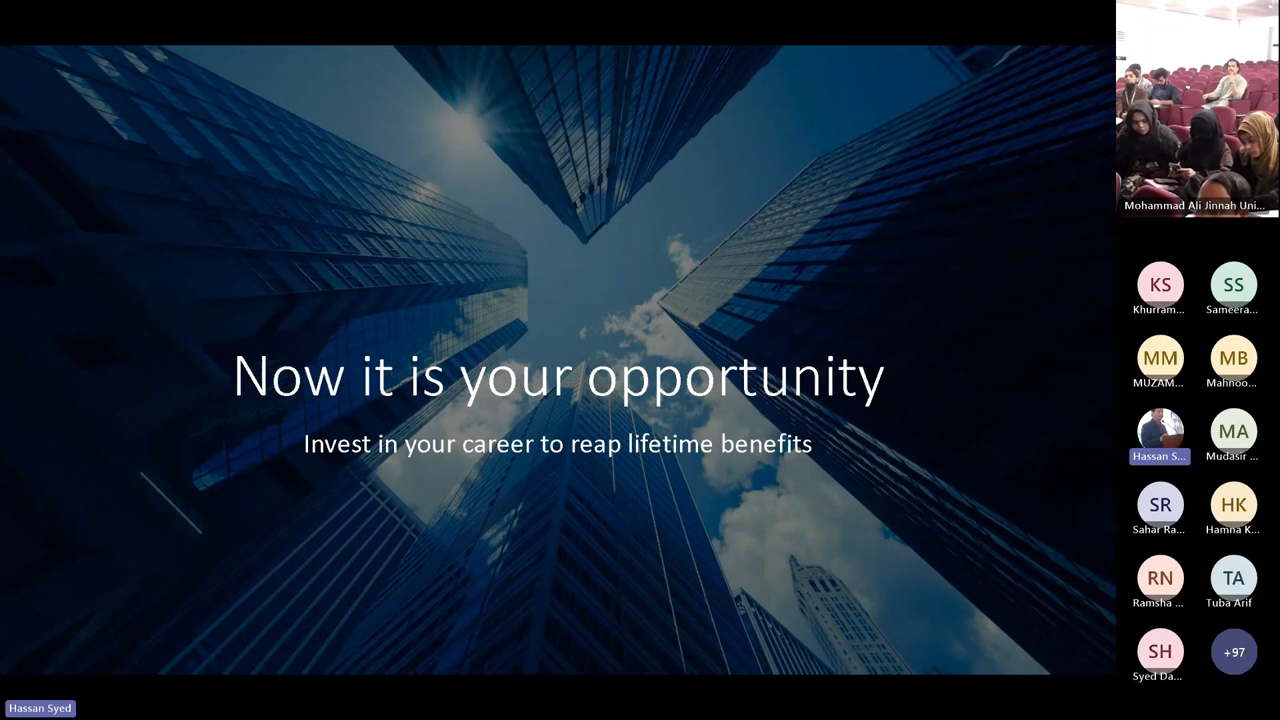 Now it is your opportunity
Invest in your career to reap lifetime benefits
Mohammad Ali Jinnah Uni...
KS
Khurram...
SS
Sameera...
MM
MUZAM...
MB
Mahnoo...
Hassan S...
MA
Mudasir ...
SR
Sahar Ra...
HK
Hamna K...
RN
Ramsha ...
TA
Tuba Arif
SH
Syed Da...
+97
Hassan Syed